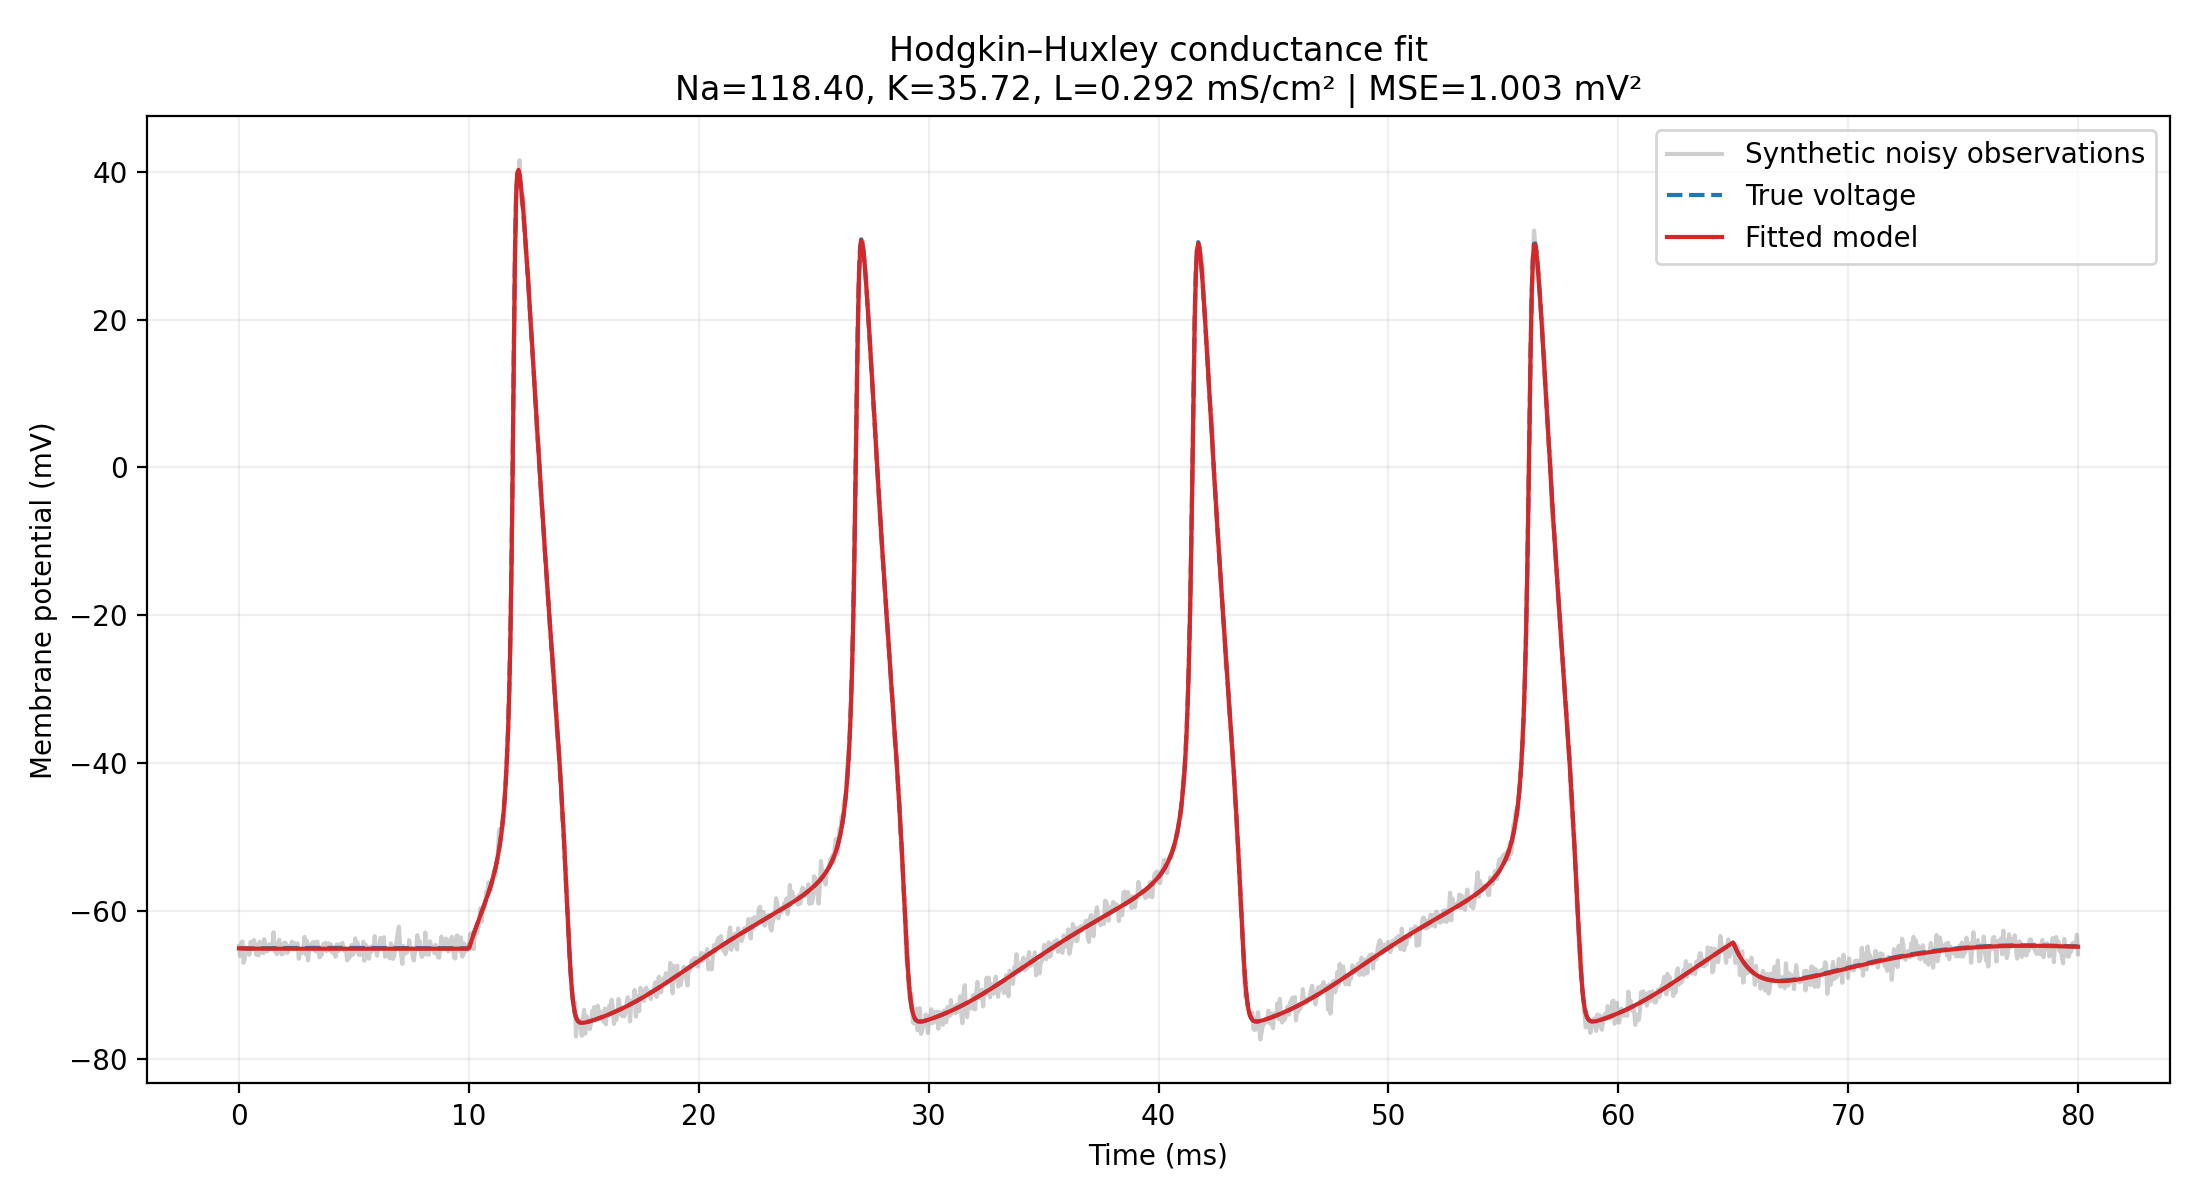 Hodgkin–Huxley conductance fit
Na=118.40, K=35.72, L=0.292 mS/cm² | MSE=1.003 mV²
Synthetic noisy observations
True voltage
Fitted model
Membrane potential (mV)
40
20
0
−20
−40
−60
−80
0 10 20 30 40 50 60 70 80
Time (ms)